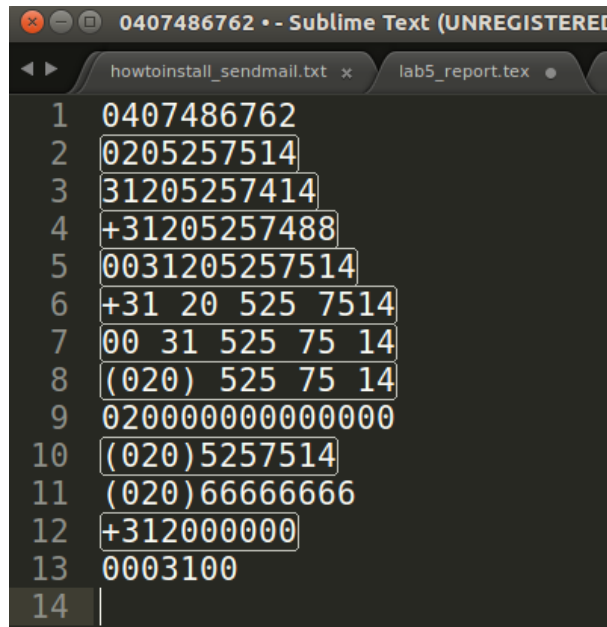 0407486762 • - Sublime Text (UNREGISTERED
howtoinstall_sendmail.txt × lab5_report.tex ●
1 0407486762
2 0205257514
3 31205257414
4 +31205257488
5 0031205257514
6 +31 20 525 7514
7 00 31 525 75 14
8 (020) 525 75 14
9 020000000000000
10 (020)5257514
11 (020)66666666
12 +312000000
13 0003100
14